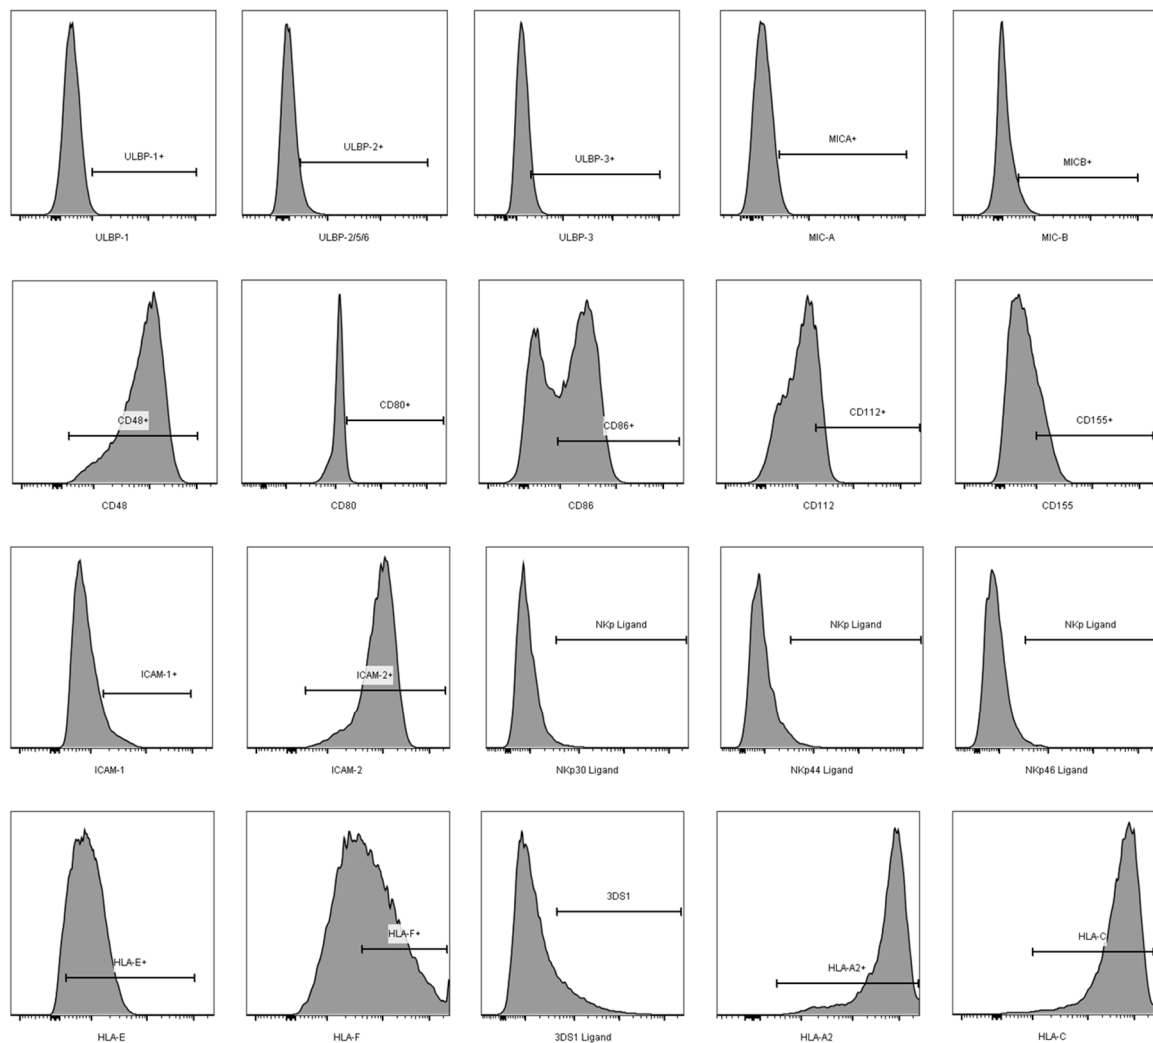 ULBP-1+
ULBP-2+
ULBP-3+
MICA+
MICB+
ULBP-1
ULBP-2/5/6
ULBP-3
MIC-A
MIC-B
CD48+
CD80+
CD86+
CD112+
CD155+
CD48
CD80
CD86
CD112
CD155
ICAM-1+
ICAM-2+
NKp Ligand
NKp Ligand
NKp Ligand
ICAM-1
ICAM-2
NKp30 Ligand
NKp44 Ligand
NKp46 Ligand
HLA-E+
HLA-F+
3DS1
HLA-A2+
HLA-C
HLA-E
HLA-F
3DS1 Ligand
HLA-A2
HLA-C